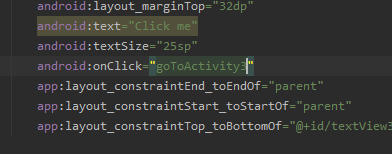 android:layout_marginTop="32dp"
android:text="Click me"
android:textSize="25sp"
android:onClick="goToActivity3"
app:layout_constraintEnd_toEndOf="parent"
app:layout_constraintStart_toStartOf="parent"
app:layout_constraintTop_toBottomOf="@+id/textView3